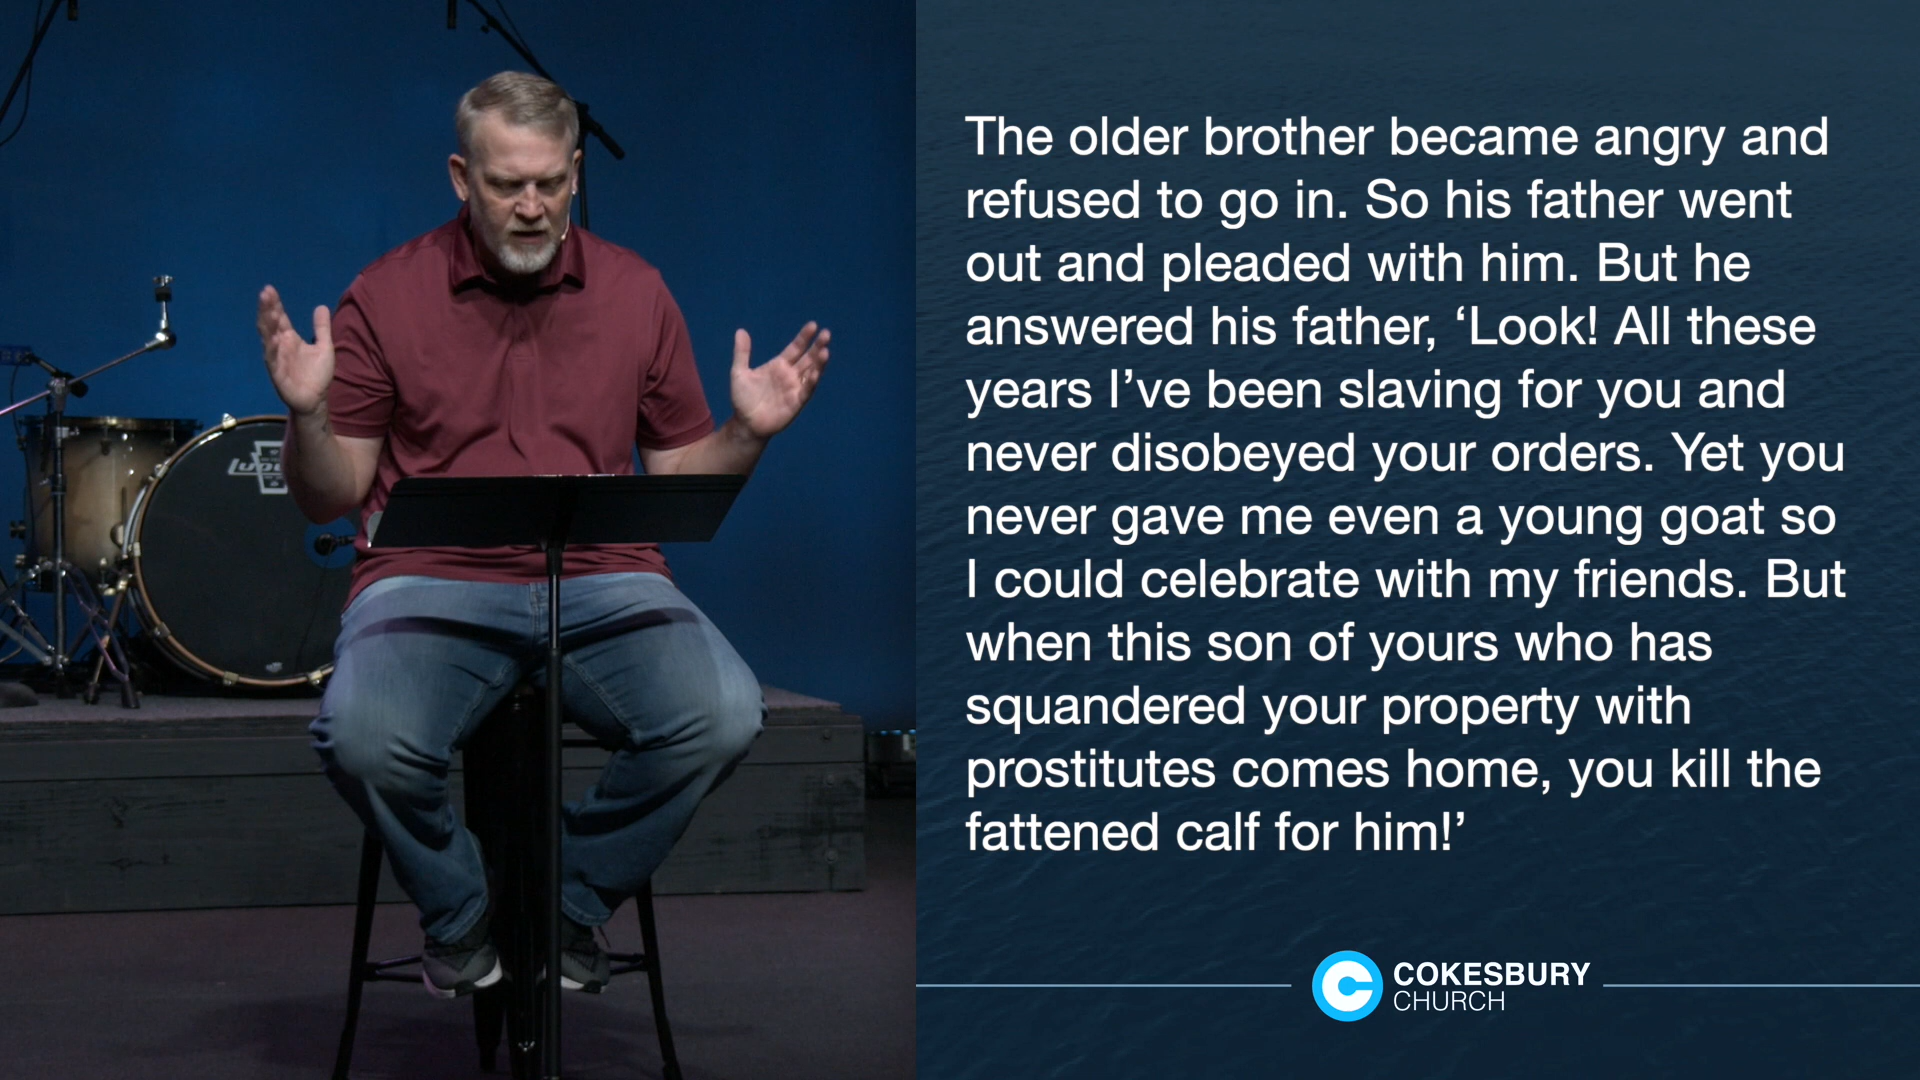 The older brother became angry and
refused to go in. So his father went
out and pleaded with him. But he
answered his father, ‘Look! All these
years I’ve been slaving for you and
never disobeyed your orders. Yet you
never gave me even a young goat so
I could celebrate with my friends. But
when this son of yours who has
squandered your property with
prostitutes comes home, you kill the
fattened calf for him!’
COKESBURY
CHURCH